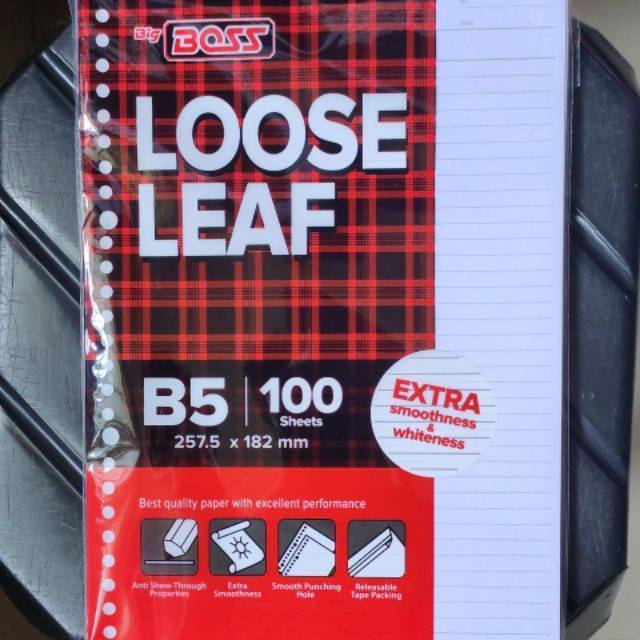 Big BOSS
LOOSE
LEAF
B5 | 100
Sheets
257.5 x 182 mm
EXTRA
smoothness
&
whiteness
Best quality paper with excellent performance
Anti Show-Through
Properties
Extra
Smoothness
Smooth Punching
Hole
Releasable
Tape Packing